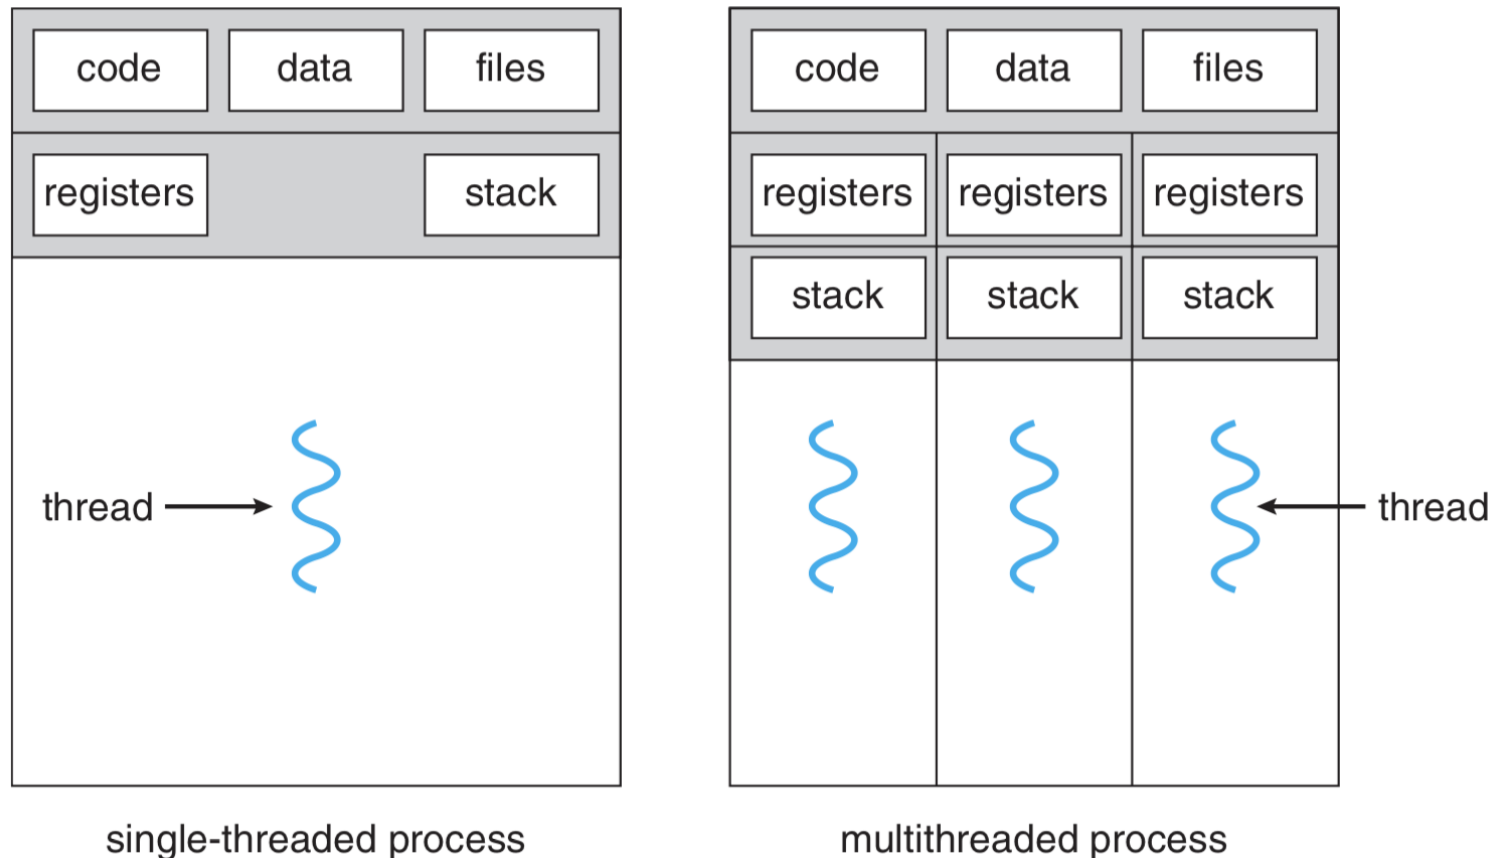 code data files
registers stack
thread
single-threaded process
code data files
registers registers registers
stack stack stack
thread
multithreaded process